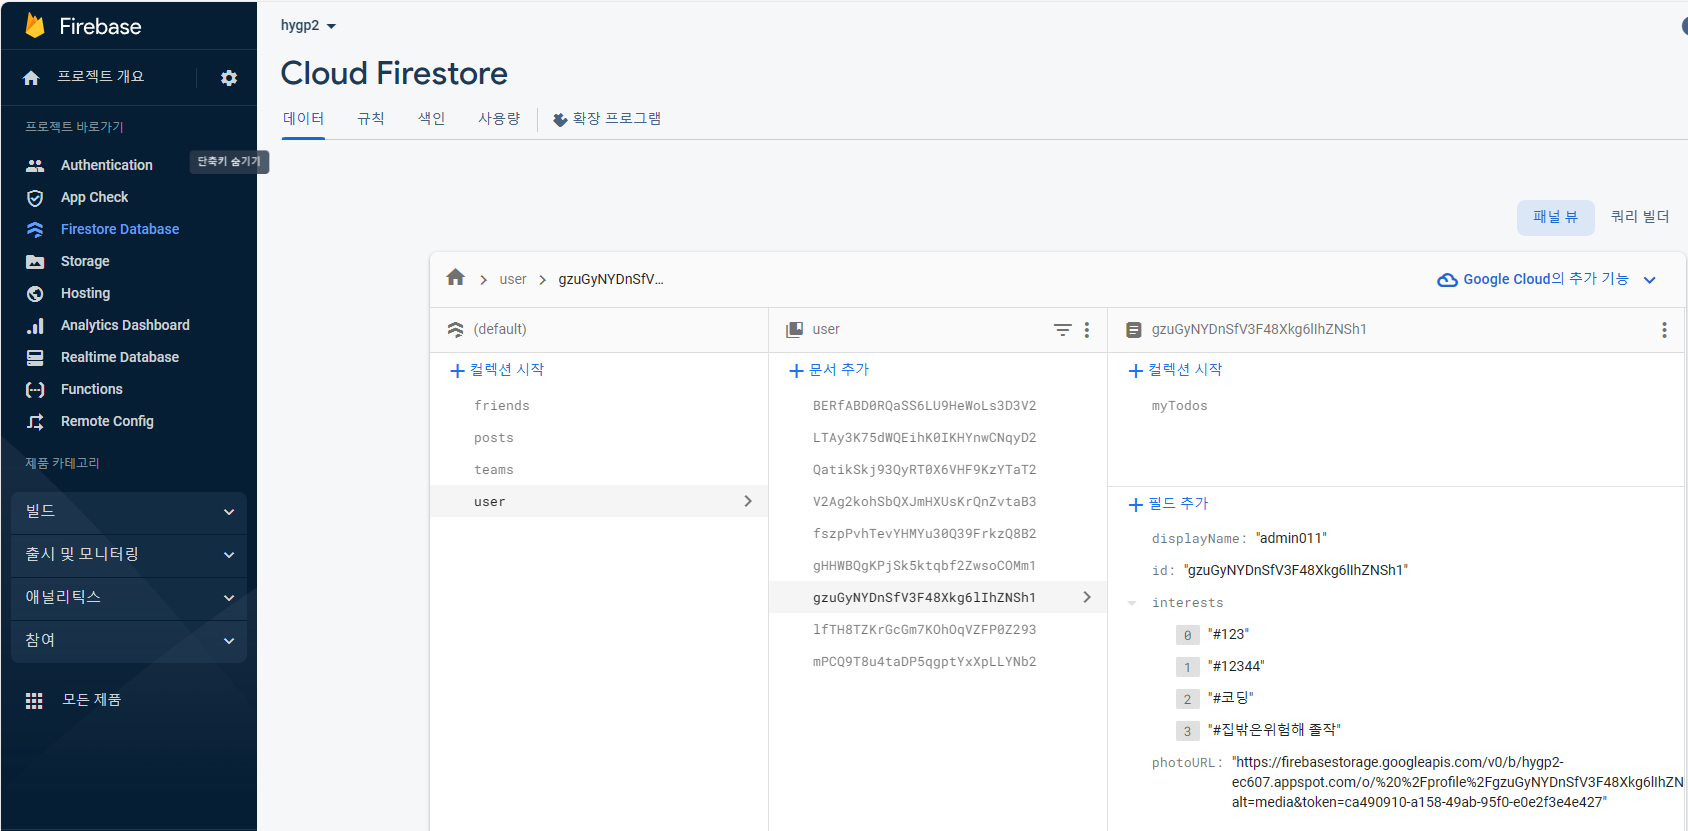 Firebase
프로젝트 개요
프로젝트 바로가기
단축키 숨기기
Authentication
App Check
Firestore Database
Storage
Hosting
Analytics Dashboard
Realtime Database
Functions
Remote Config
제품 카테고리
빌드
출시 및 모니터링
애널리틱스
참여
모든 제품
hygp2
Cloud Firestore
데이터 규칙 색인 사용량 확장 프로그램
패널 뷰 쿼리 빌더
user gzuGyNYDnSfV…
Google Cloud의 추가 기능
(default)
컬렉션 시작
friends
posts
teams
user
user
문서 추가
BERfABD0RQaSS6LU9HeWoLs3D3V2
LTAy3K75dWQEihK0IKHYnwCNqyD2
QatikSkj93QyRT0X6VHF9KzYTaT2
V2Ag2kohSbQXJmHXUsKrQnZvtaB3
fszpPvhTevYHMYu30Q39FrkzQ8B2
gHHWBQgKPjSk5ktqbf2ZwsoCOMm1
gzuGyNYDnSfV3F48Xkg6lIhZNSh1
lfTH8TZKrGcGm7KOhOqVZFP0Z293
mPCQ9T8u4taDP5qgptYxXpLLYNb2
gzuGyNYDnSfV3F48Xkg6lIhZNSh1
컬렉션 시작
myTodos
필드 추가
displayName: "admin011"
id: "gzuGyNYDnSfV3F48Xkg6lIhZNSh1"
interests
0 "#123"
1 "#12344"
2 "#코딩"
3 "#집밖은위험해 졸작"
photoURL: "https://firebasestorage.googleapis.com/v0/b/hygp2-
ec607.appspot.com/o/%20%2Fprofile%2FgzuGyNYDnSfV3F48Xkg6lIhZN
alt=media&token=ca490910-a158-49ab-95f0-e0e2f3e4e427"